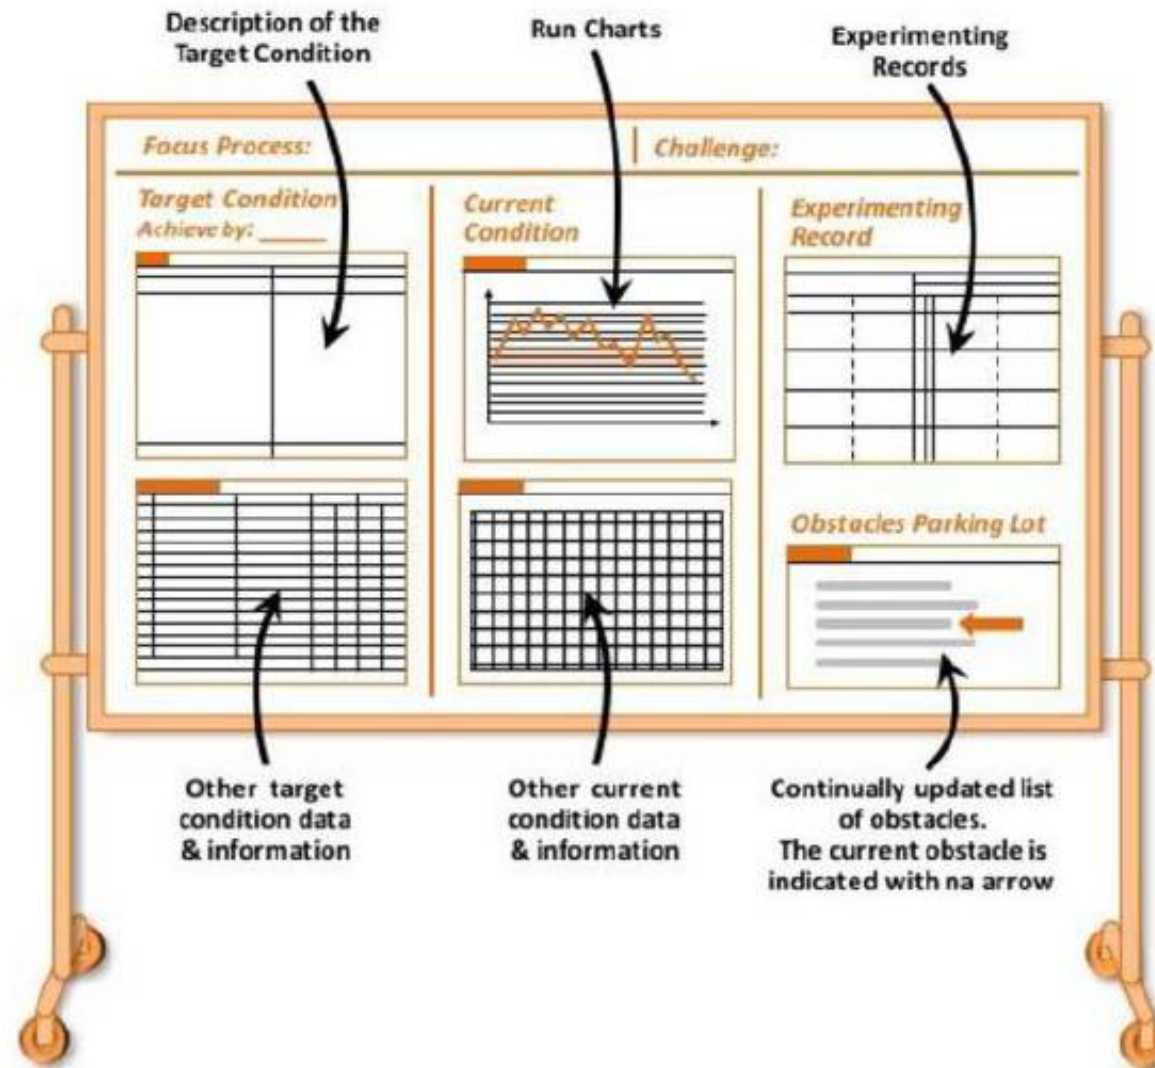 Description of the
Target Condition
Run Charts
Experimenting
Records
Focus Process:
Challenge:
Target Condition
Achieve by: _____
Current
Condition
Experimenting
Record
Obstacles Parking Lot
Other target
condition data
& information
Other current
condition data
& information
Continually updated list
of obstacles.
The current obstacle is
indicated with na arrow